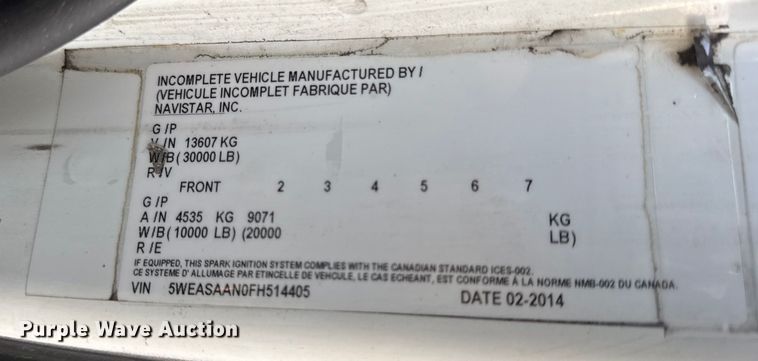 INCOMPLETE VEHICLE MANUFACTURED BY /
(VEHICULE INCOMPLET FABRIQUE PAR)
NAVISTAR, INC.
G /P
V /N 13607 KG
W/B (30000 LB)
R /V
FRONT 2 3 4 5 6 7
G /P
A /N 4535 KG 9071 KG
W/B (10000 LB) (20000 LB)
R /E
IF EQUIPPED, THIS SPARK IGNITION SYSTEM COMPLIES WITH THE CANADIAN STANDARD ICES-002.
CE SYSTEME D' ALLUMAGE PAR ETINCELLE DE VEHICULE, LE CAS ECHEANT, EST CONFORME À LA NORME NMB-002 DU CANADA.
VIN 5WEASAAN0FH514405 DATE 02-2014
Purple Wave Auction
Purple Wave Auction